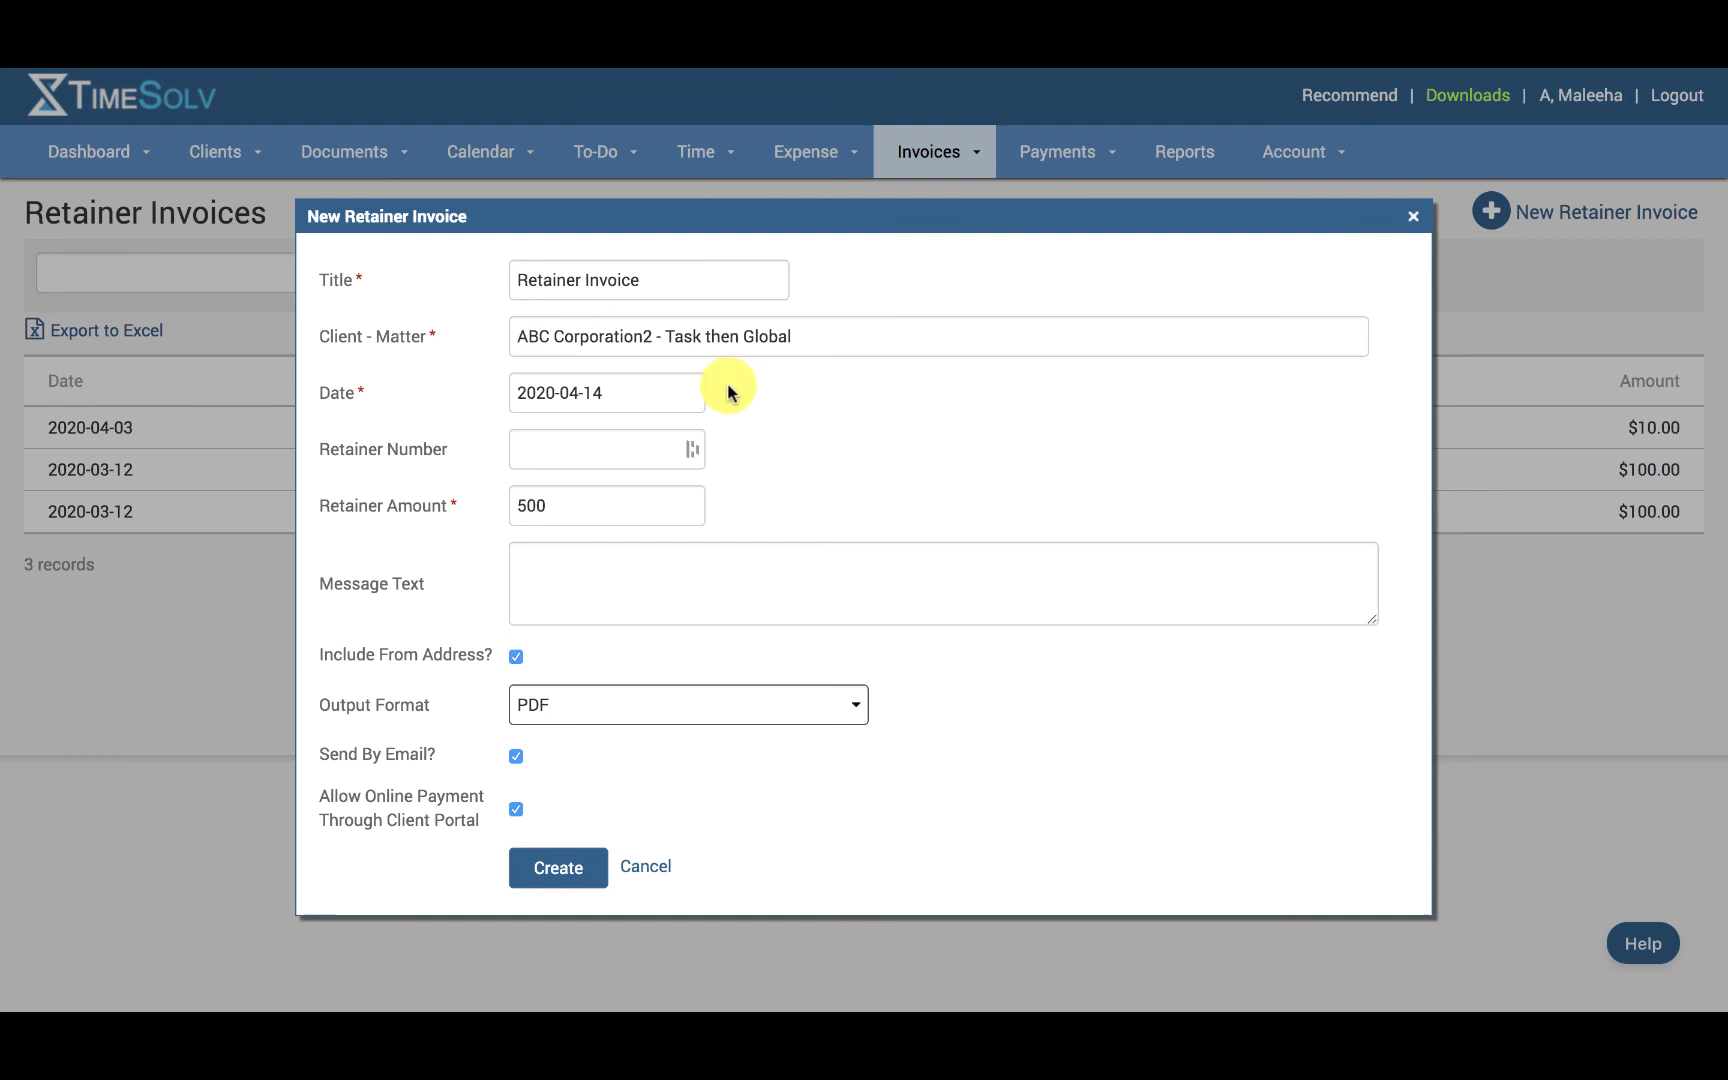 TIMESOLV
Recommend | Downloads | A, Maleeha | Logout
Dashboard Clients Documents Calendar To-Do Time Expense Invoices Payments Reports Account
Retainer Invoices
New Retainer Invoice
New Retainer Invoice
Title* Retainer Invoice
Export to Excel
Client - Matter* ABC Corporation2 - Task then Global
Date Amount
Date* 2020-04-14
2020-04-03 $10.00
Retainer Number
2020-03-12 $100.00
Retainer Amount* 500
2020-03-12 $100.00
3 records
Message Text
Include From Address?
Output Format PDF
Send By Email?
Allow Online Payment
Through Client Portal
Create Cancel
Help